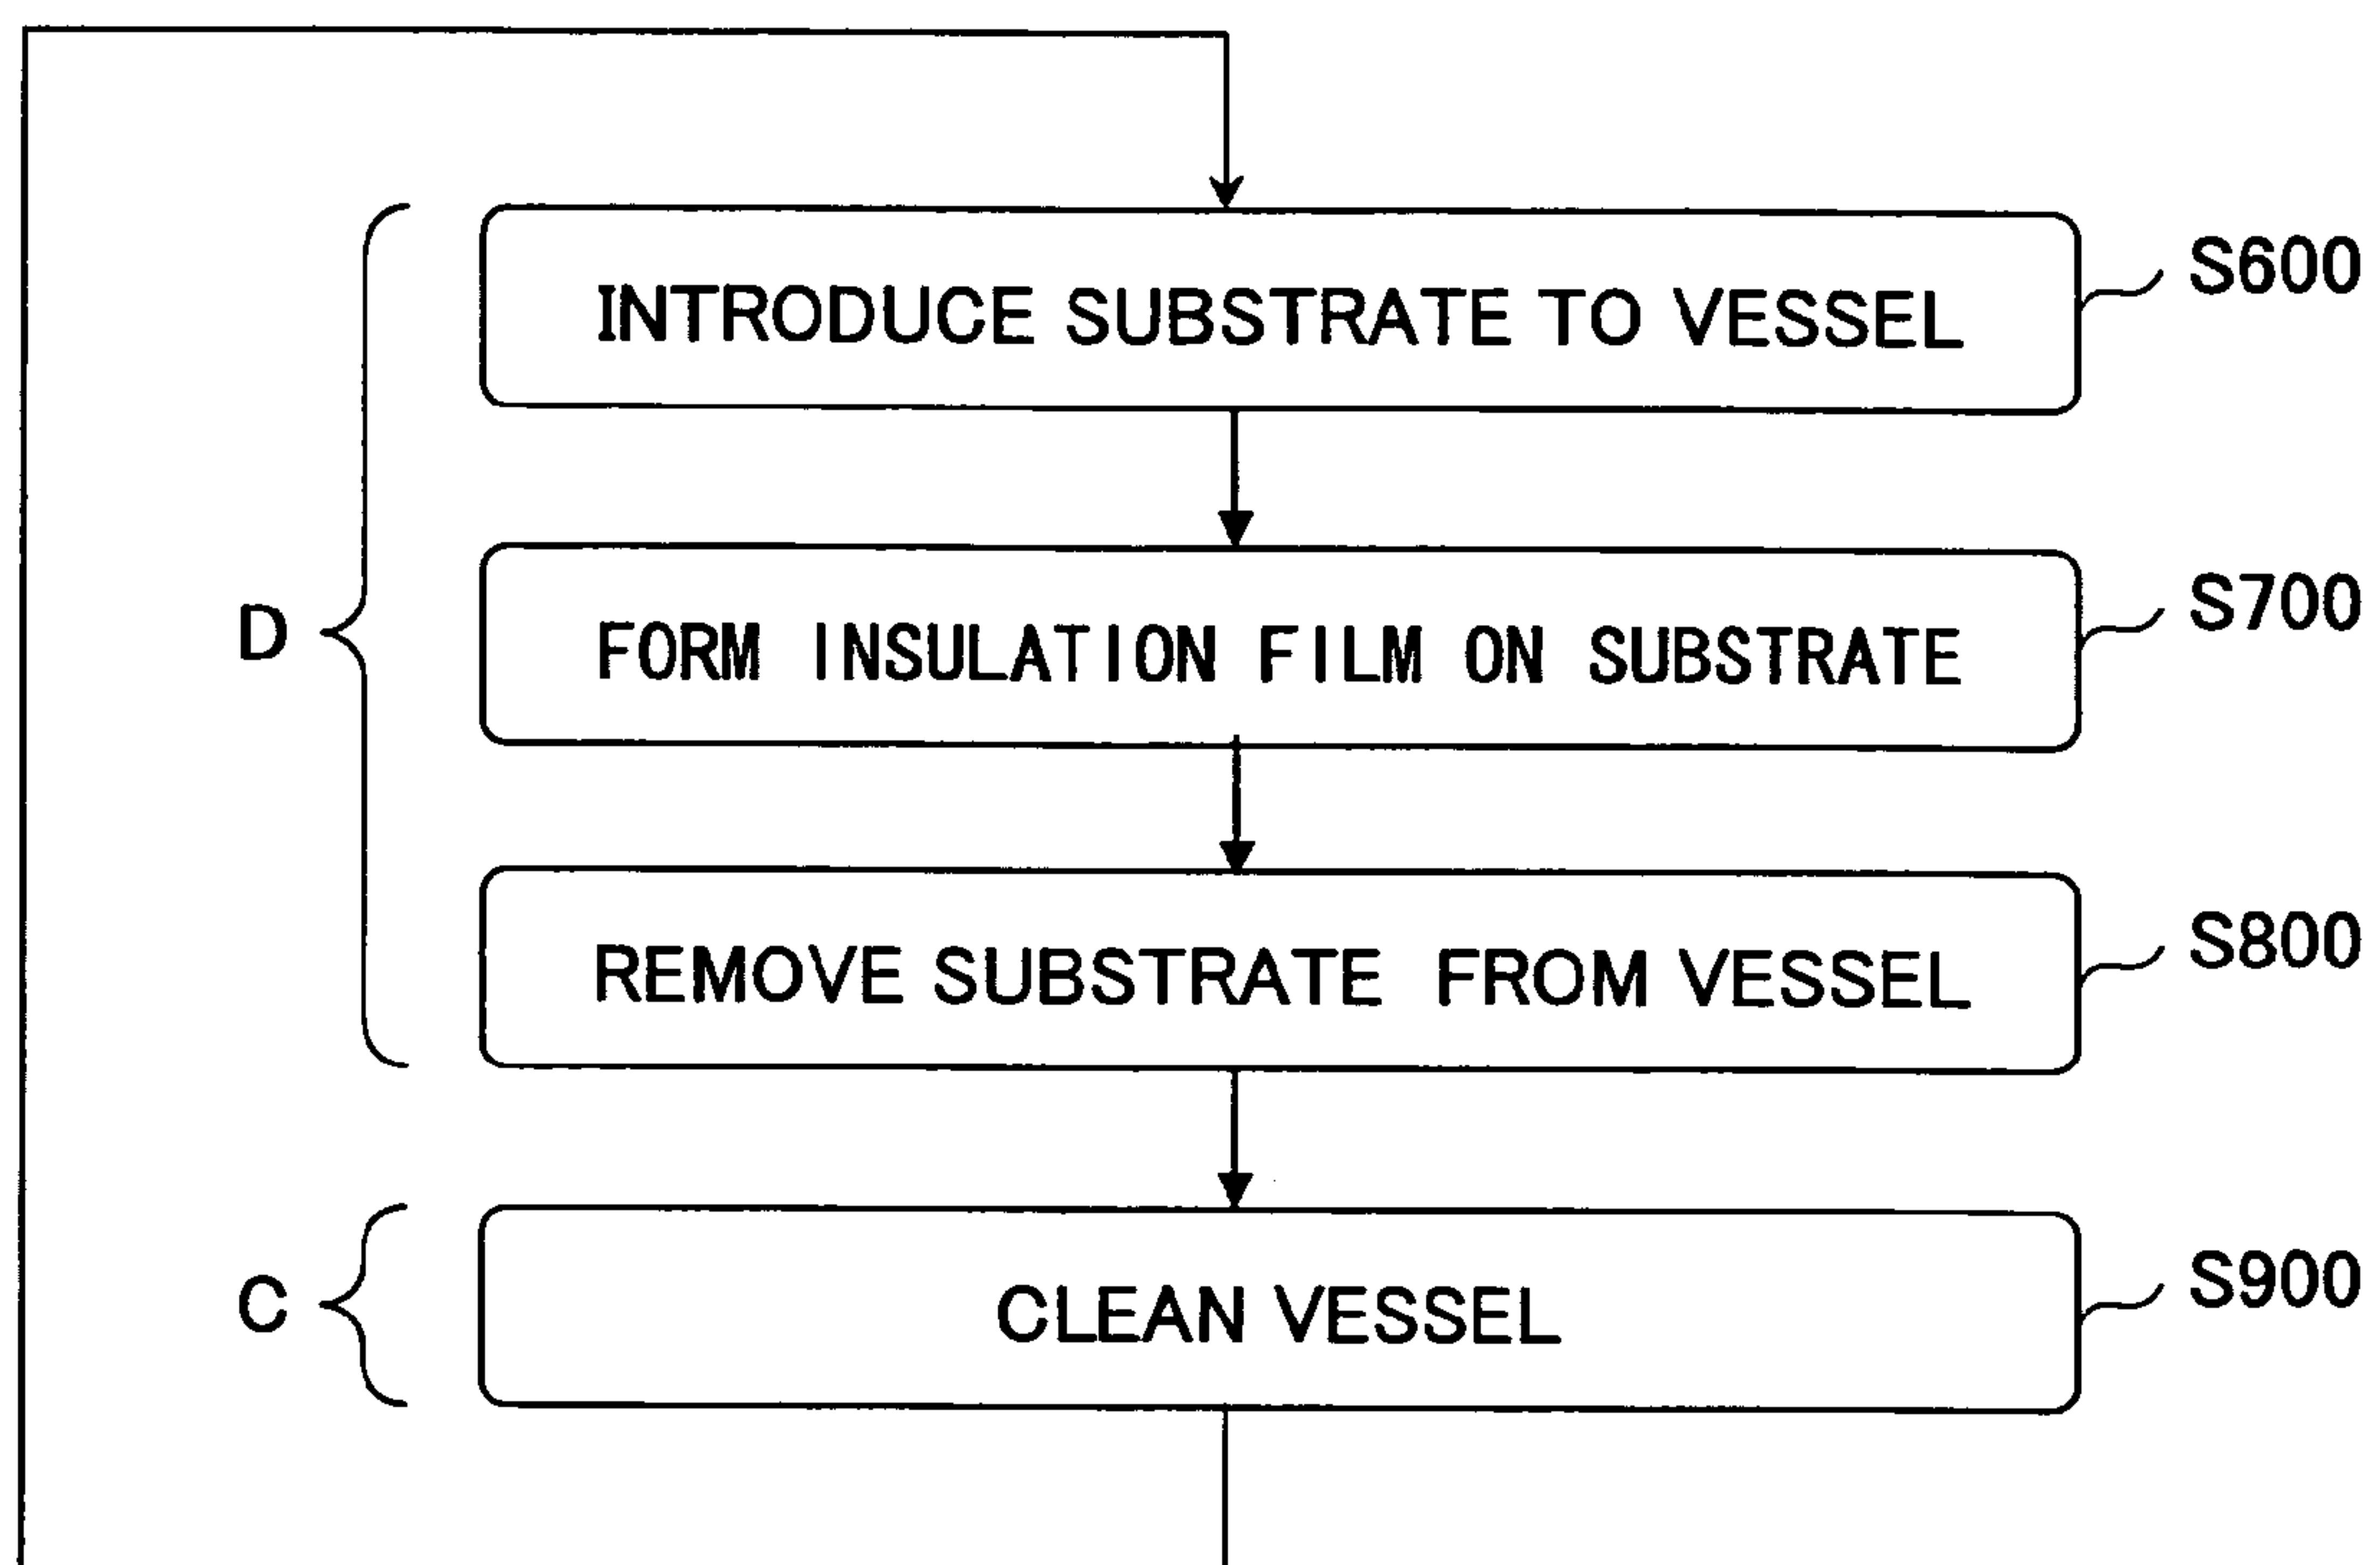 INTRODUCE SUBSTRATE TO VESSEL
S600
D
FORM INSULATION FILM ON SUBSTRATE
S700
REMOVE SUBSTRATE FROM VESSEL
S800
C
CLEAN VESSEL
S900